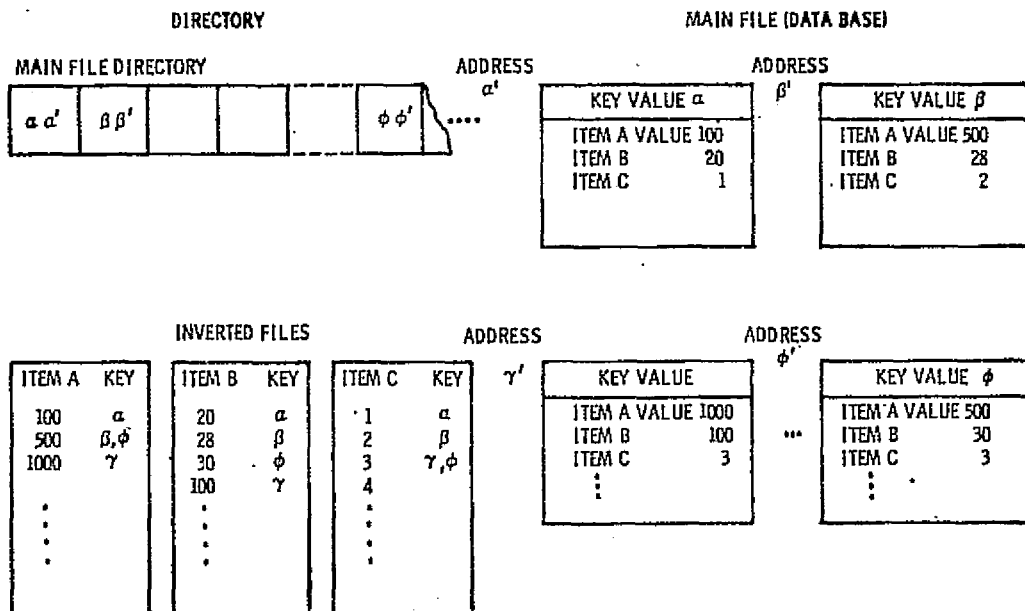 DIRECTORY
MAIN FILE (DATA BASE)
MAIN FILE DIRECTORY
α α' β β' ϕ ϕ' ....
ADDRESS
α'
KEY VALUE α
ITEM A VALUE 100
ITEM B 20
ITEM C 1
ADDRESS
β'
KEY VALUE β
ITEM A VALUE 500
ITEM B 28
ITEM C 2
INVERTED FILES
ITEM A KEY
100 α
500 β,ϕ
1000 γ
ITEM B KEY
20 α
28 β
30 ϕ
100 γ
ITEM C KEY
1 α
2 β
3 γ,ϕ
4
ADDRESS
γ'
KEY VALUE
ITEM A VALUE 1000
ITEM B 100
ITEM C 3
ADDRESS
ϕ'
...
KEY VALUE ϕ
ITEM A VALUE 500
ITEM B 30
ITEM C 3